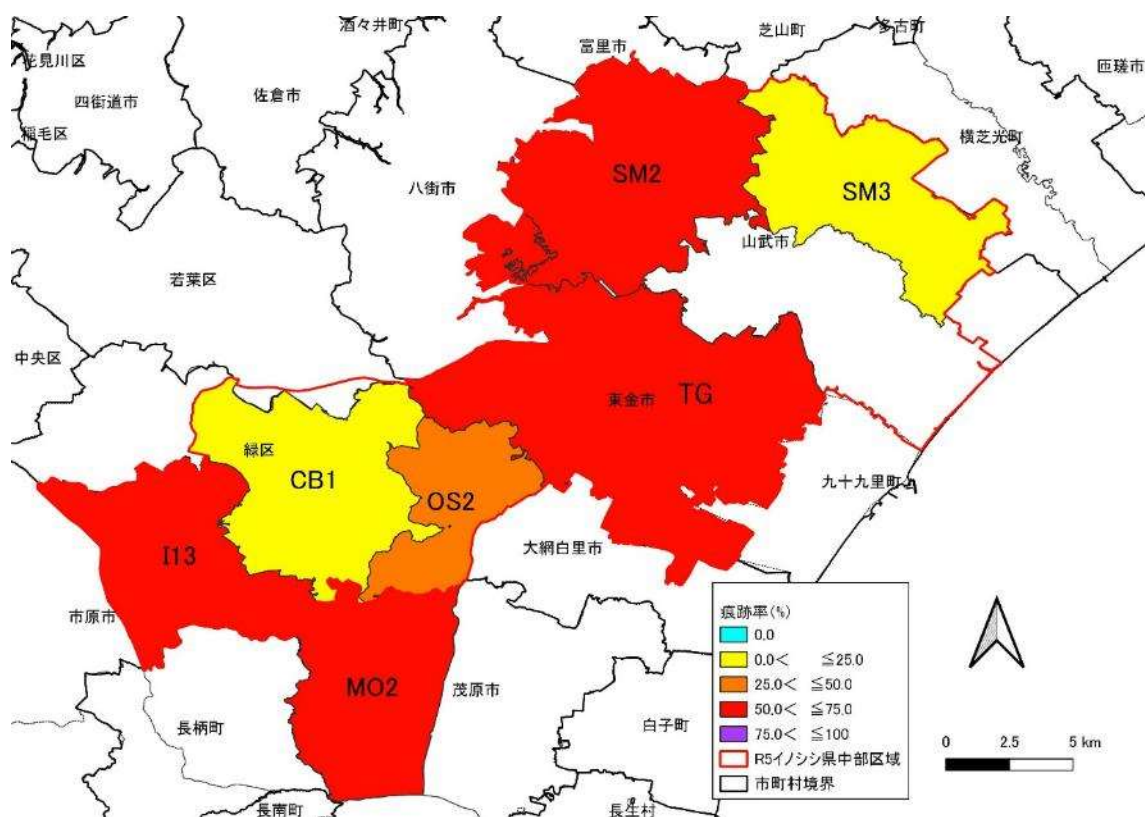 酒々井町
芝山町
多古町
富里市
匝瑳市
花見川区
四街道市
佐倉市
稲毛区
横芝光町
八街市
SM2
SM3
山武市
若葉区
中央区
東金市
TG
緑区
CB1
OS2
九十九里町
大網白里市
I13
市原市
MO2
茂原市
長柄町
白子町
長南町
長生村
痕跡率(%)
0.0
0.0< ≦25.0
25.0< ≦50.0
50.0< ≦75.0
75.0< ≦100
R5イノシシ県中部区域
市町村境界
0 2.5 5 km